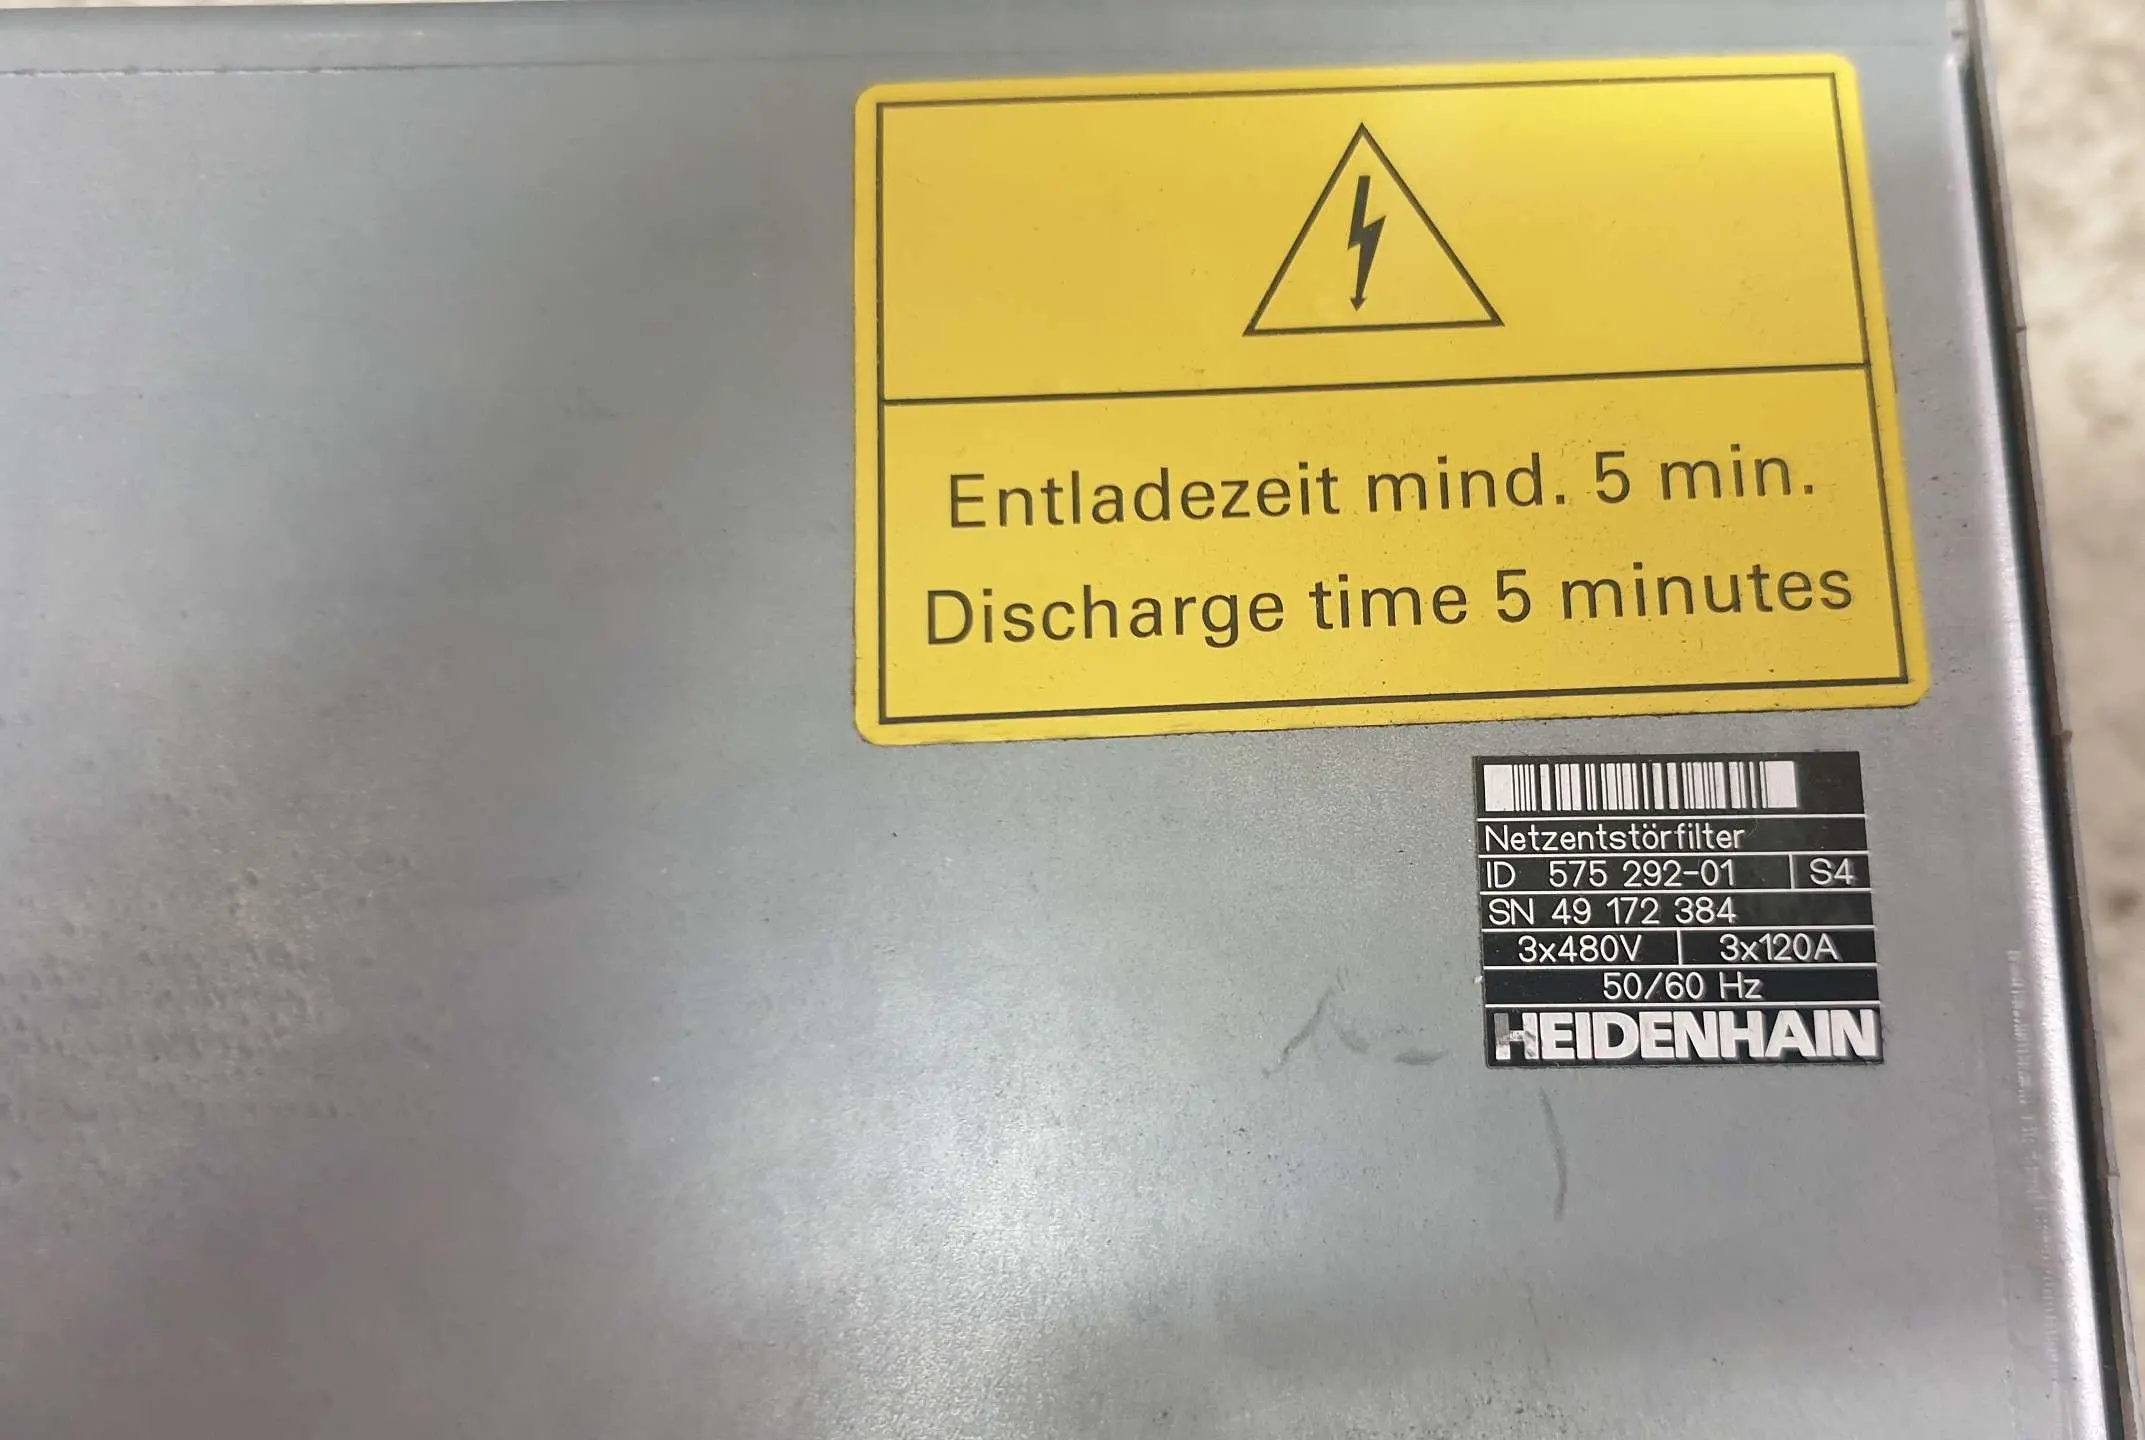 Entladezeit mind. 5 min.
Discharge time 5 minutes
Netzentstörfilter
ID 575 292-01 S4
SN 49 172 384
3x480V 3x120A
50/60 Hz
HEIDENHAIN